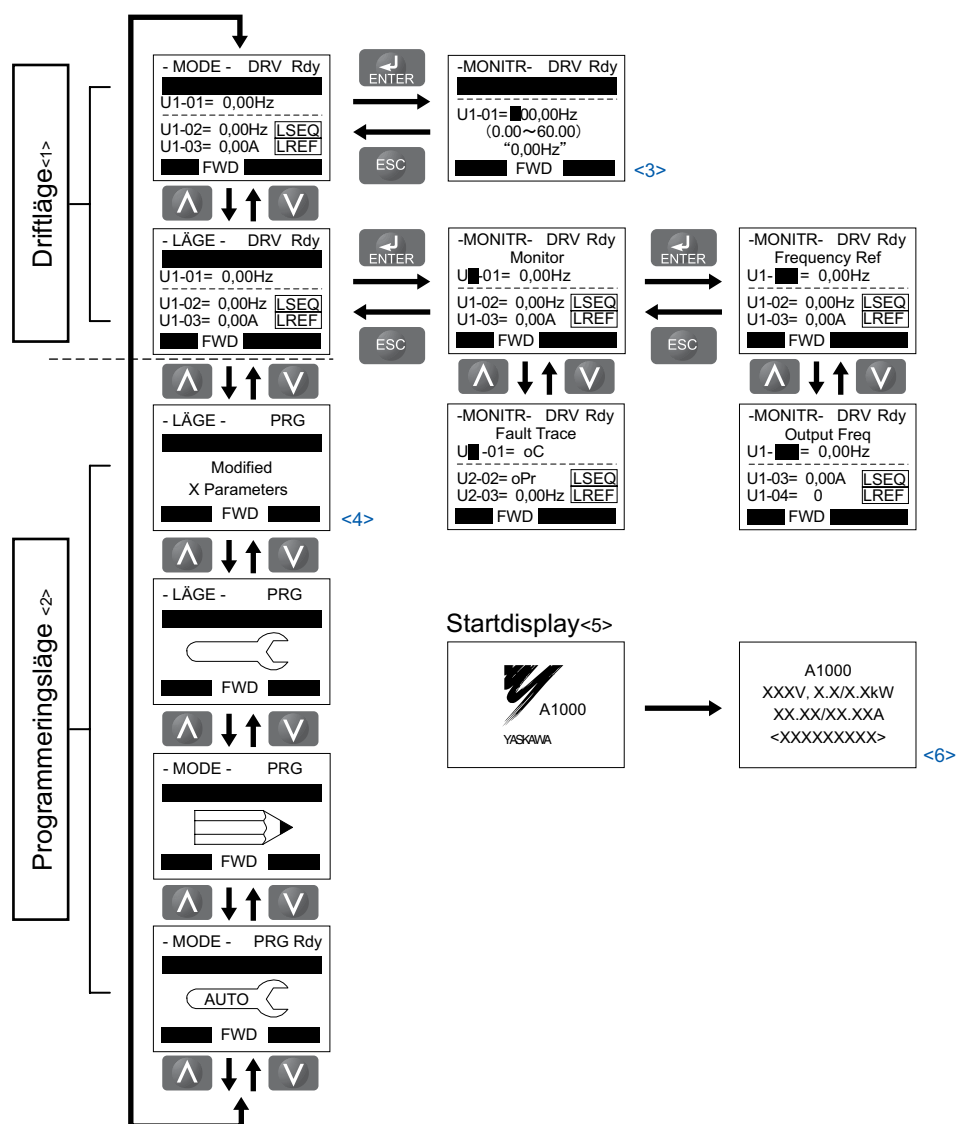 Driftläge<1>
- MODE - DRV Rdy
U1-01= 0,00Hz
U1-02= 0,00Hz LSEQ
U1-03= 0,00A LREF
FWD
ENTER
ESC
-MONITR- DRV Rdy
U1-01= 00,00Hz
(0.00～60.00)
“0,00Hz”
FWD
<3>
- LÄGE - DRV Rdy
U1-01= 0,00Hz
U1-02= 0,00Hz LSEQ
U1-03= 0,00A LREF
FWD
ENTER
ESC
-MONITR- DRV Rdy
Monitor
U -01= 0,00Hz
U1-02= 0,00Hz LSEQ
U1-03= 0,00A LREF
FWD
ENTER
ESC
-MONITR- DRV Rdy
Frequency Ref
U1- = 0,00Hz
U1-02= 0,00Hz LSEQ
U1-03= 0,00A LREF
FWD
-MONITR- DRV Rdy
Fault Trace
U -01= oC
U2-02= oPr LSEQ
U2-03= 0,00Hz LREF
FWD
-MONITR- DRV Rdy
Output Freq
U1- = 0,00Hz
U1-03= 0,00A LSEQ
U1-04= 0 LREF
FWD
Programmeringsläge <2>
- LÄGE - PRG
Modified
X Parameters
FWD
<4>
- LÄGE - PRG
FWD
- MODE - PRG
FWD
- MODE - PRG Rdy
AUTO
FWD
Startdisplay<5>
A1000
YASKAWA
A1000
XXXV, X.X/X.XkW
XX.XX/XX.XXA
<XXXXXXXXX>
<6>